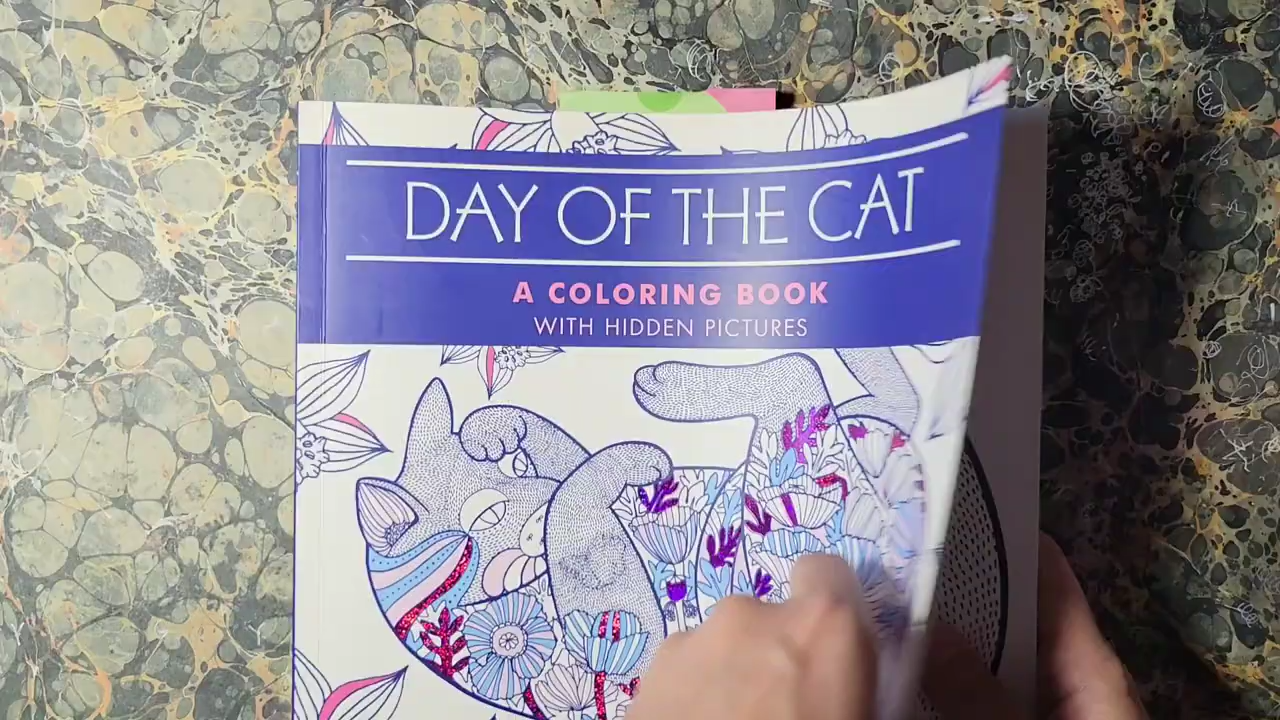 DAY OF THE CAT
A COLORING BOOK
WITH HIDDEN PICTURES